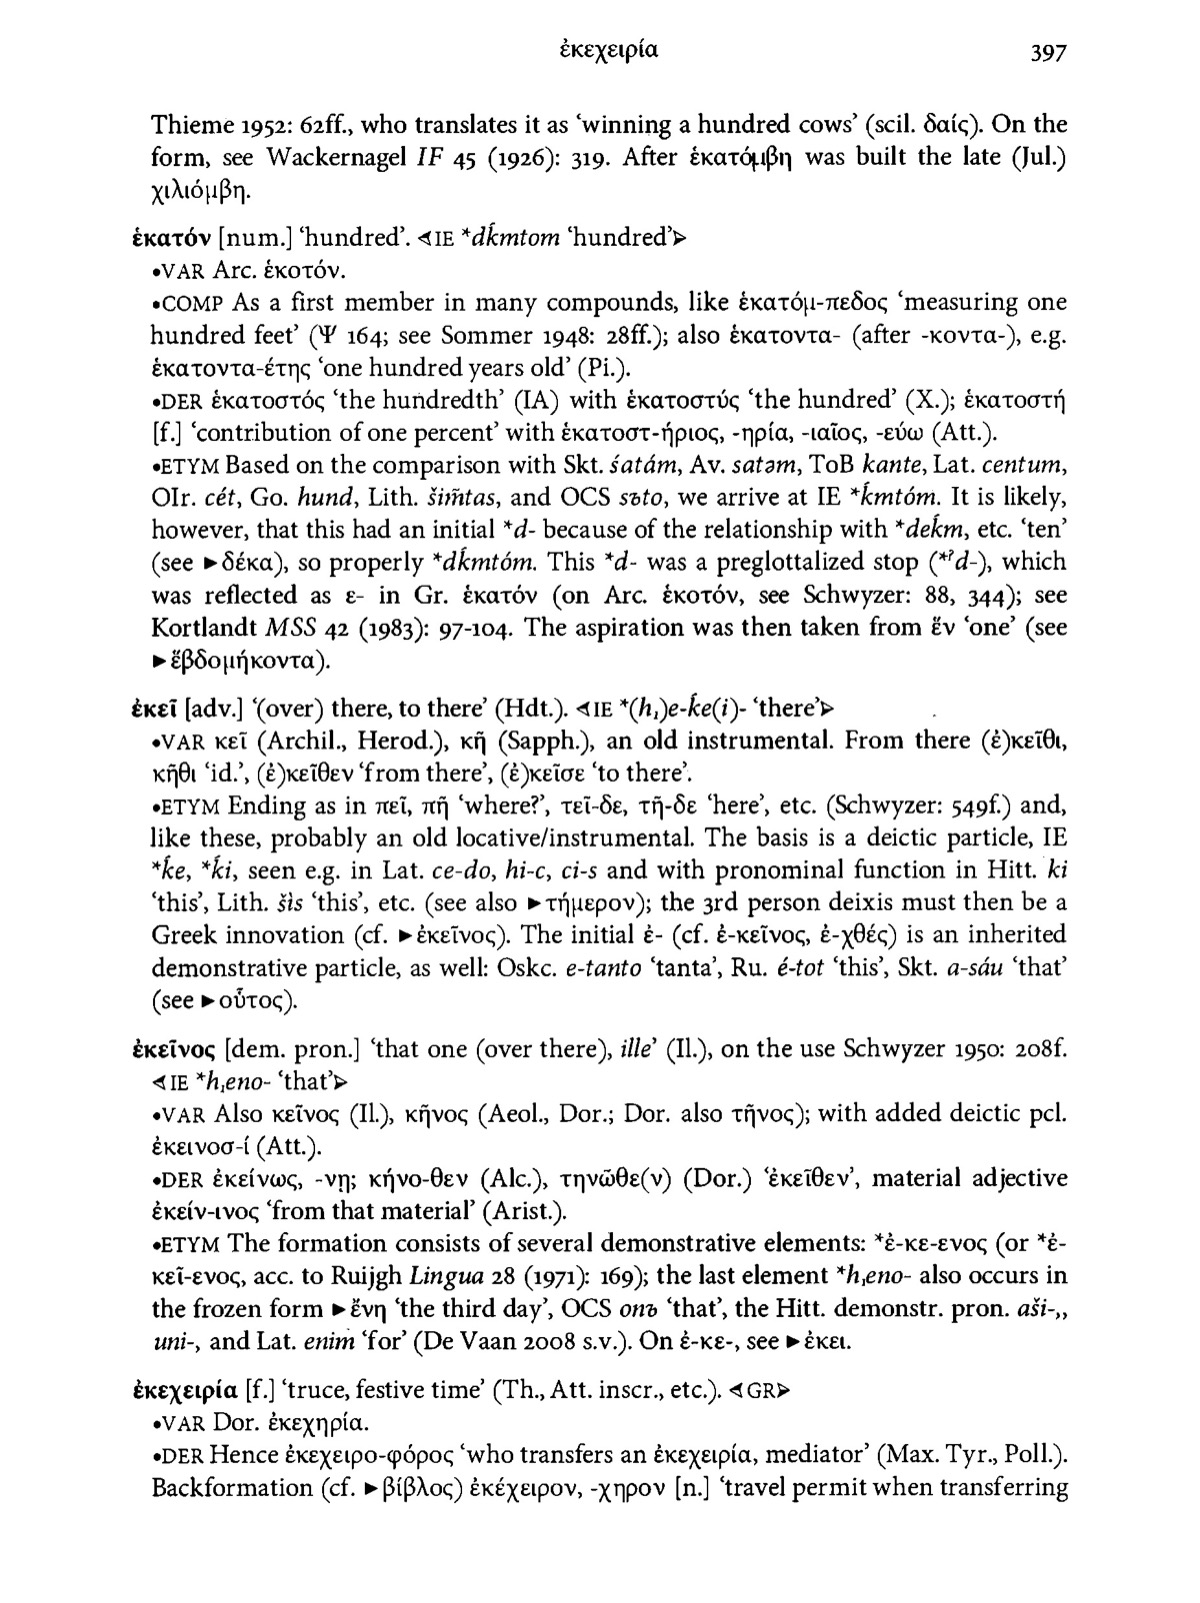 ἐκεχειρία 397
Thieme 1952: 62ff., who translates it as ‘winning a hundred cows’ (scil. δαίς). On the
form, see Wackernagel IF 45 (1926): 319. After ἑκατόμβη was built the late (Jul.)
χιλιόμβη.
ἑκατόν [num.] ‘hundred’. ⊲IE *dḱmtom ‘hundred’⊳
•VAR Arc. ἑκοτόν.
•COMP As a first member in many compounds, like ἑκατόμ-πεδος ‘measuring one
hundred feet’ (Ψ 164; see Sommer 1948: 28ff.); also ἑκατοντα- (after -κοντα-), e.g.
ἑκατοντα-έτης ‘one hundred years old’ (Pi.).
•DER ἑκατοστός ‘the hundredth’ (IA) with ἑκατοστύς ‘the hundred’ (X.); ἑκατοστή
[f.] ‘contribution of one percent’ with ἑκατοστ-ήριος, -ηρία, -ιαῖος, -εύω (Att.).
•ETYM Based on the comparison with Skt. śatám, Av. satəm, ToB kante, Lat. centum,
OIr. cét, Go. hund, Lith. šim̃tas, and OCS sъto, we arrive at IE *ḱmtóm. It is likely,
however, that this had an initial *d- because of the relationship with *deḱm, etc. ‘ten’
(see ►δέκα), so properly *dḱmtóm. This *d- was a preglottalized stop (*ˀd-), which
was reflected as ε- in Gr. ἑκατόν (on Arc. ἑκοτόν, see Schwyzer: 88, 344); see
Kortlandt MSS 42 (1983): 97-104. The aspiration was then taken from ἕν ‘one’ (see
►ἕβδομήκοντα).
ἐκεῖ [adv.] ‘(over) there, to there’ (Hdt.). ⊲IE *(h₁)e-ḱe(i)- ‘there’⊳
•VAR κεῖ (Archil., Herod.), κῆ (Sapph.), an old instrumental. From there (ἐ)κεῖθι,
κῆθι ‘id.’, (ἐ)κεῖθεν ‘from there’, (ἐ)κεῖσε ‘to there’.
•ETYM Ending as in πεῖ, πῆ ‘where?’, τεῖ-δε, τῆ-δε ‘here’, etc. (Schwyzer: 549f.) and,
like these, probably an old locative/instrumental. The basis is a deictic particle, IE
*ḱe, *ḱi, seen e.g. in Lat. ce-do, hi-c, ci-s and with pronominal function in Hitt. ki
‘this’, Lith. šìs ‘this’, etc. (see also ►τήμερον); the 3rd person deixis must then be a
Greek innovation (cf. ►ἐκεῖνος). The initial ἐ- (cf. ἐ-κεῖνος, ἐ-χθές) is an inherited
demonstrative particle, as well: Oskc. e-tanto ‘tanta’, Ru. é-tot ‘this’, Skt. a-sáu ‘that’
(see ►οὗτος).
ἐκεῖνος [dem. pron.] ‘that one (over there), ille’ (Il.), on the use Schwyzer 1950: 208f.
⊲IE *h₁eno- ‘that’⊳
•VAR Also κεῖνος (Il.), κῆνος (Aeol., Dor.; Dor. also τῆνος); with added deictic pcl.
ἐκεινοσ-ί (Att.).
•DER ἐκείνως, -νῃ; κήνο-θεν (Alc.), τηνῶθε(ν) (Dor.) ‘ἐκεῖθεν’, material adjective
ἐκείν-ινος ‘from that material’ (Arist.).
•ETYM The formation consists of several demonstrative elements: *ἐ-κε-ενος (or *ἐ-
κεῖ-ενος, acc. to Ruijgh Lingua 28 (1971): 169); the last element *h₁eno- also occurs in
the frozen form ►ἔνη ‘the third day’, OCS onъ ‘that’, the Hitt. demonstr. pron. aši-,,
uni-, and Lat. enim ‘for’ (De Vaan 2008 s.v.). On ἐ-κε-, see ►ἐκει.
ἐκεχειρία [f.] ‘truce, festive time’ (Th., Att. inscr., etc.). ⊲GR⊳
•VAR Dor. ἐκεχηρία.
•DER Hence ἐκεχειρο-φόρος ‘who transfers an ἐκεχειρία, mediator’ (Max. Tyr., Poll.).
Backformation (cf. ►βίβλος) ἐκέχειρον, -χηρον [n.] ‘travel permit when transferring